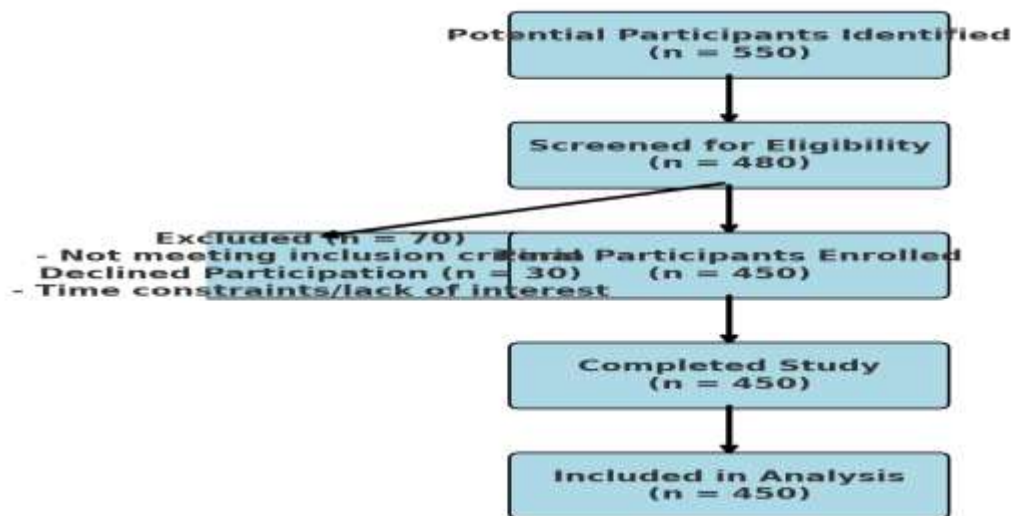 Potential Participants Identified
(n = 550)
Screened for Eligibility
(n = 480)
Excluded (n = 70)
- Not meeting inclusion criteria
Declined Participation (n = 30)
- Time constraints/lack of interest
Participants Enrolled
(n = 450)
Completed Study
(n = 450)
Included in Analysis
(n = 450)